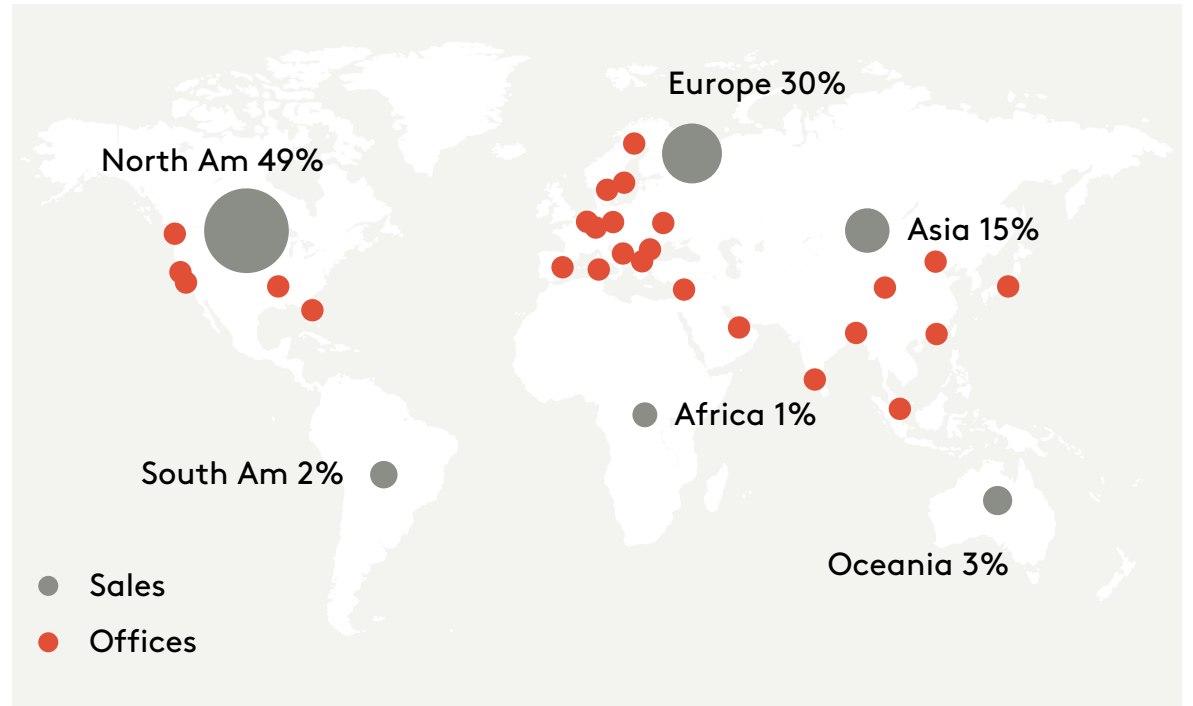 Europe 30%
North Am 49%
Asia 15%
Africa 1%
South Am 2%
Oceania 3%
Sales
Offices